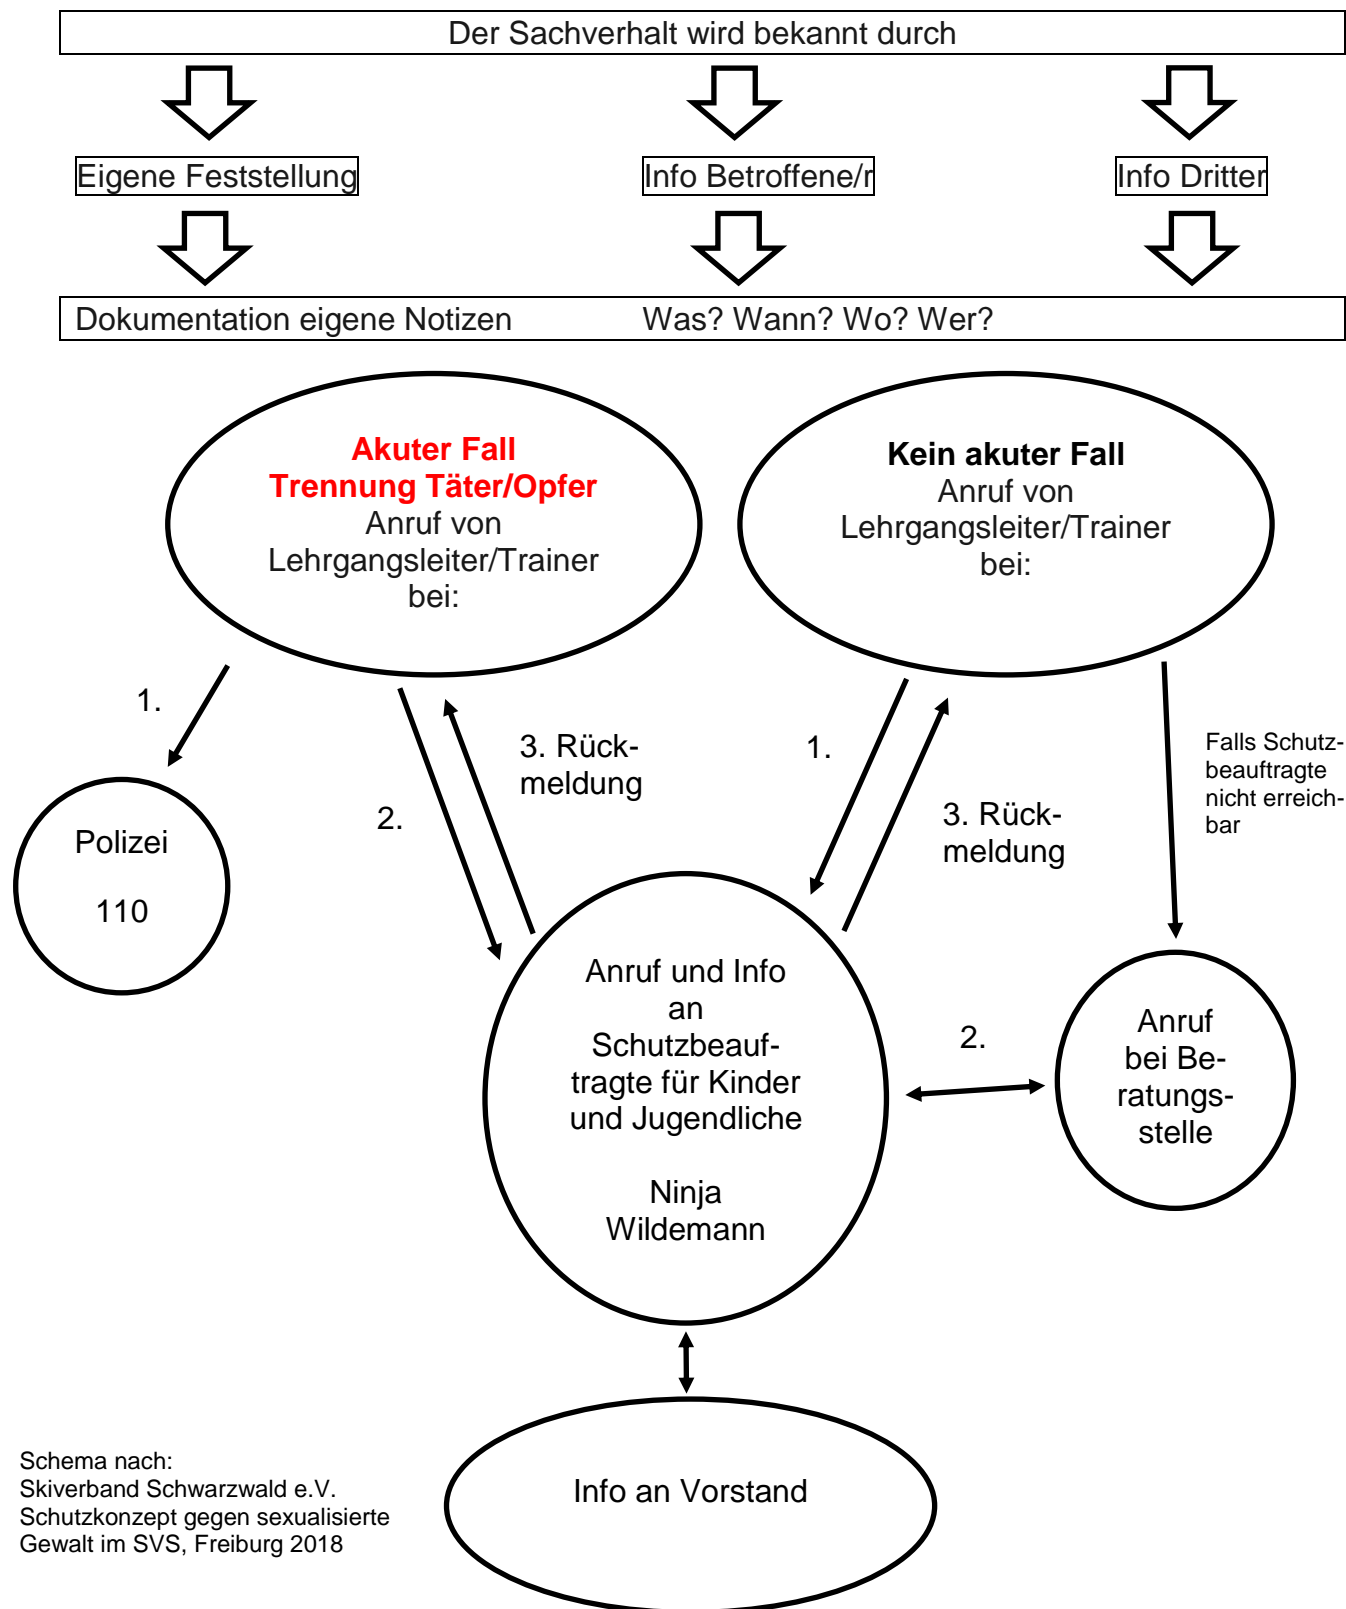 Der Sachverhalt wird bekannt durch
Eigene Feststellung
Info Betroffene/r
Info Dritter
Dokumentation eigene Notizen Was? Wann? Wo? Wer?
Akuter Fall
Trennung Täter/Opfer
Anruf von
Lehrgangsleiter/Trainer
bei:
Kein akuter Fall
Anruf von
Lehrgangsleiter/Trainer
bei:
1.
2.
3. Rück-
meldung
1.
3. Rück-
meldung
Falls Schutz-
beauftragte
nicht erreich-
bar
Polizei
110
Anruf und Info
an
Schutzbeauf-
tragte für Kinder
und Jugendliche
Ninja
Wildemann
2.
Anruf
bei Be-
ratungs-
stelle
Info an Vorstand
Schema nach:
Skiverband Schwarzwald e.V.
Schutzkonzept gegen sexualisierte
Gewalt im SVS, Freiburg 2018